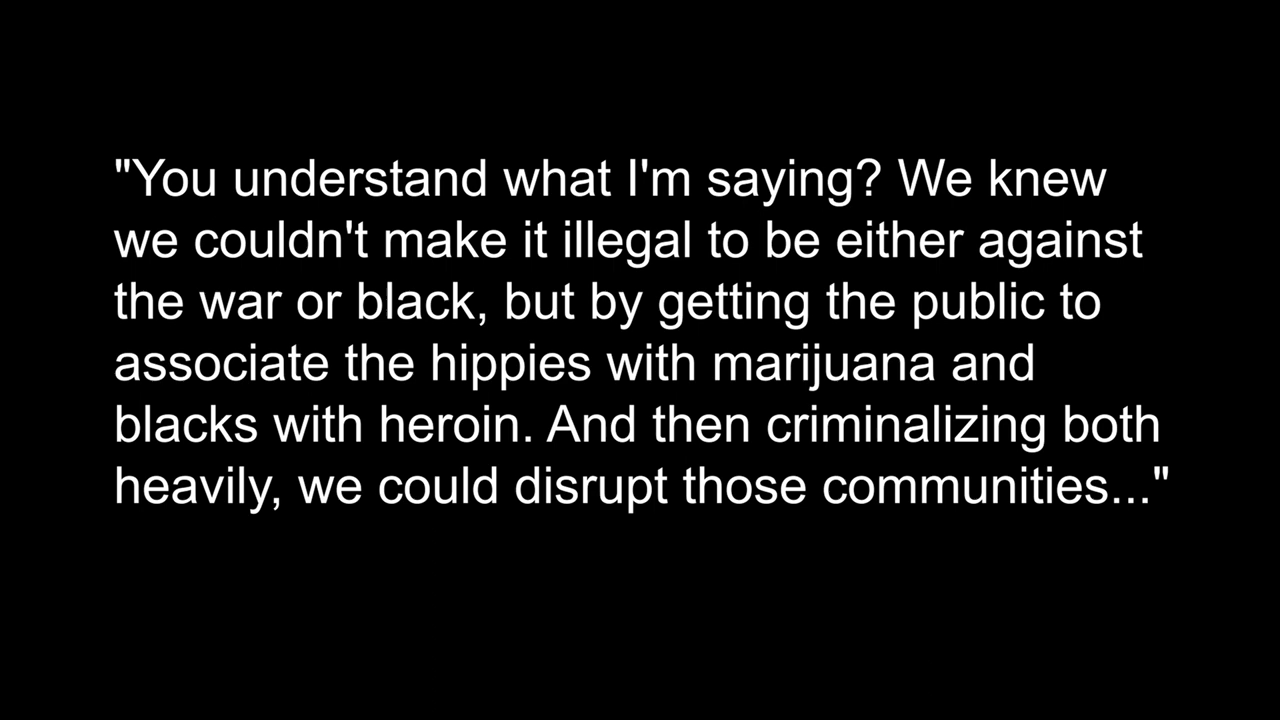 "You understand what I'm saying? We knew
we couldn't make it illegal to be either against
the war or black, but by getting the public to
associate the hippies with marijuana and
blacks with heroin. And then criminalizing both
heavily, we could disrupt those communities..."